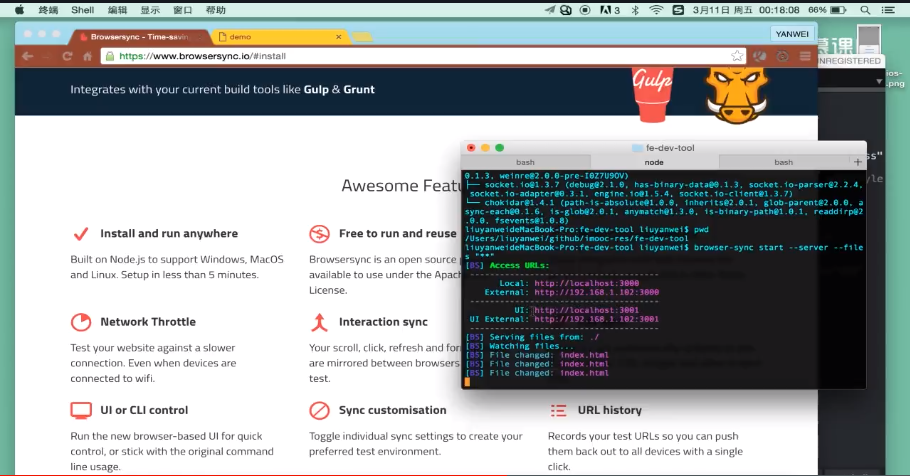 终端 Shell 编辑 显示 窗口 帮助
3 3月11日 周五 00:18:08 66%
Browsersync - Time-savin
demo
YANWEI
https://www.browsersync.io/#install
慕课
UNREGISTERED
ios-
.png
Integrates with your current build tools like Gulp & Grunt
Gulp
Awesome Featu
Install and run anywhere
Built on Node.js to support Windows, MacOS
and Linux. Setup in less than 5 minutes.
Free to run and reuse
Browsersync is an open source
available to use under the Apach
License.
Network Throttle
Test your website against a slower
connection. Even when devices are
connected to wifi.
Interaction sync
Your scroll, click, refresh and for
are mirrored between browsers
test.
UI or CLI control
Run the new browser-based UI for quick
control, or stick with the original command
line usage.
Sync customisation
Toggle individual sync settings to create your
preferred test environment.
URL history
Records your test URLs so you can push
them back out to all devices with a single
click.
fe-dev-tool
bash node bash
0.1.3, weinre@2.0.0-pre-I0Z7U9OV)
├── socket.io@1.3.7 (debug@2.1.0, has-binary-data@0.1.3, socket.io-parser@2.2.4,
socket.io-adapter@0.3.1, engine.io@1.5.4, socket.io-client@1.3.7)
└── chokidar@1.4.1 (path-is-absolute@1.0.0, inherits@2.0.1, glob-parent@2.0.0, a
sync-each@0.1.6, is-glob@2.0.1, anymatch@1.3.0, is-binary-path@1.0.1, readdirp@2
.0.0, fsevents@1.0.8)
liuyanweideMacBook-Pro:fe-dev-tool liuyanwei$ pwd
/Users/liuyanwei/github/imooc-res/fe-dev-tool
liuyanweideMacBook-Pro:fe-dev-tool liuyanwei$ browser-sync start --server --file
s "**"
[BS] Access URLs:
--------------------------------------
Local: http://localhost:3000
External: http://192.168.1.102:3000
--------------------------------------
UI: http://localhost:3001
UI External: http://192.168.1.102:3001
--------------------------------------
[BS] Serving files from: ./
[BS] Watching files...
[BS] File changed: index.html
[BS] File changed: index.html
[BS] File changed: index.html
ss"
/le